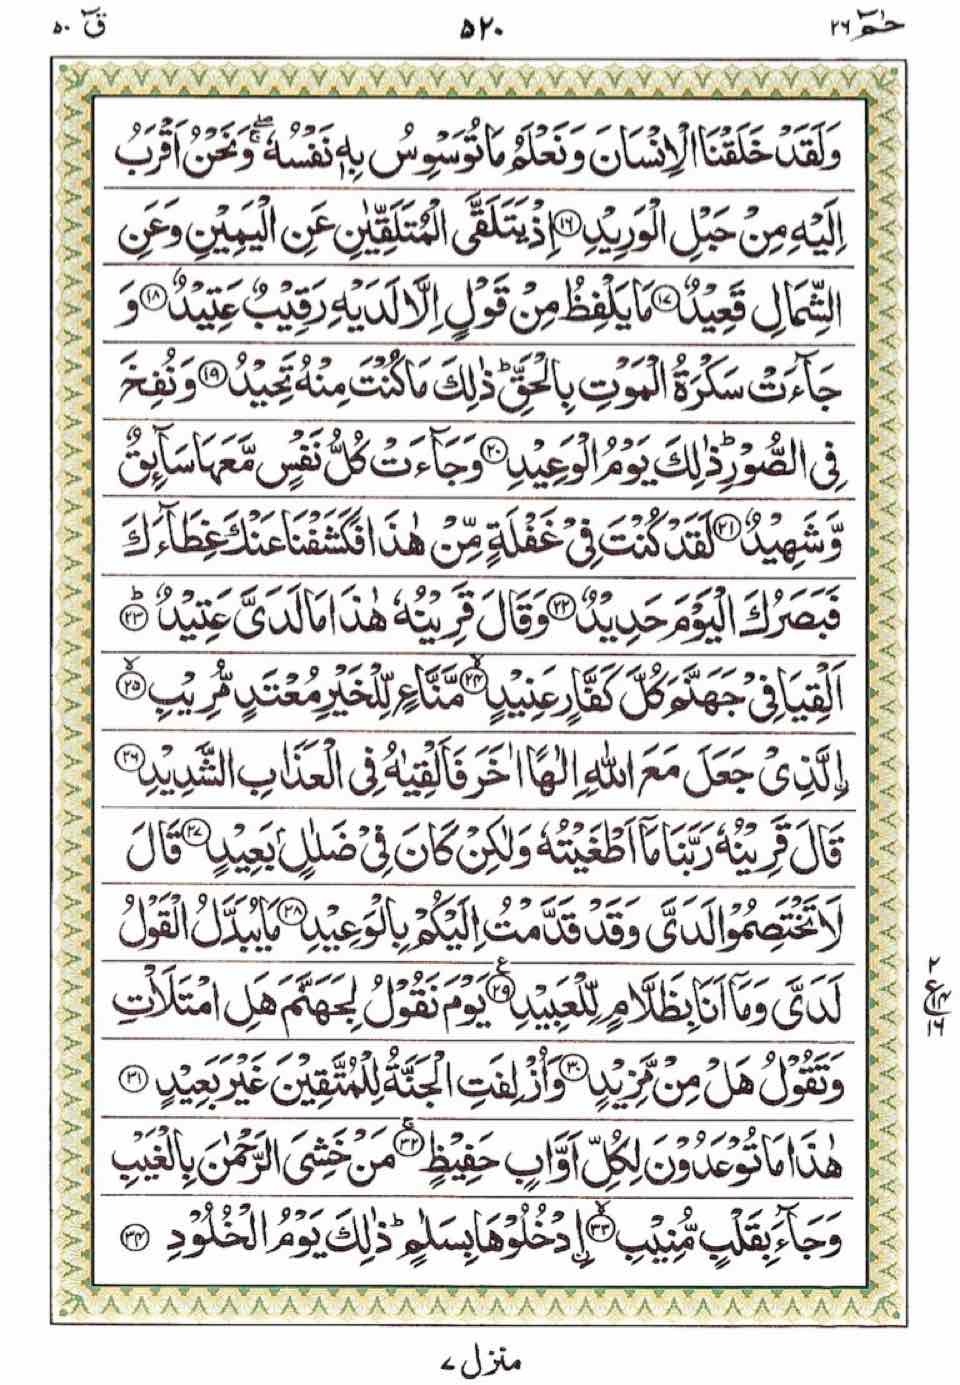 حٰمٓ ٢٦
٥٢٠
قٓ ٥٠
وَلَقَدْ خَلَقْنَا الْاِنْسَانَ وَنَعْلَمُ مَا تُوَسْوِسُ بِهٖ نَفْسُهٗ ۖۚ وَنَحْنُ اَقْرَبُ
اِلَيْهِ مِنْ حَبْلِ الْوَرِيْدِ ﴿١٦﴾ اِذْ يَتَلَقَّى الْمُتَلَقِّيٰنِ عَنِ الْيَمِيْنِ وَعَنِ
الشِّمَالِ قَعِيْدٌ ﴿١٧﴾ مَا يَلْفِظُ مِنْ قَوْلٍ اِلَّا لَدَيْهِ رَقِيْبٌ عَتِيْدٌ ﴿١٨﴾ وَ
جَآءَتْ سَكْرَةُ الْمَوْتِ بِالْحَقِّ ؕ ذٰلِكَ مَا كُنْتَ مِنْهُ تَحِيْدُ ﴿١٩﴾ وَنُفِخَ
فِى الصُّوْرِ ؕ ذٰلِكَ يَوْمُ الْوَعِيْدِ ﴿٢٠﴾ وَجَآءَتْ كُلُّ نَفْسٍ مَّعَهَا سَآئِقٌ
وَّشَهِيْدٌ ﴿٢١﴾ لَقَدْ كُنْتَ فِىْ غَفْلَةٍ مِّنْ هٰذَا فَكَشَفْنَا عَنْكَ غِطَآءَكَ
فَبَصَرُكَ الْيَوْمَ حَدِيْدٌ ﴿٢٢﴾ وَقَالَ قَرِيْنُهٗ هٰذَا مَا لَدَىَّ عَتِيْدٌ ؕ ﴿٢٣﴾
اَلْقِيَا فِىْ جَهَنَّمَ كُلَّ كَفَّارٍ عَنِيْدٍ ۙ ﴿٢٤﴾ مَّنَّاعٍ لِّلْخَيْرِ مُعْتَدٍ مُّرِيْبٍ ۙ ﴿٢٥﴾
اِ۟لَّذِىْ جَعَلَ مَعَ اللّٰهِ اِلٰهًا اٰخَرَ فَاَلْقِيٰهُ فِى الْعَذَابِ الشَّدِيْدِ ﴿٢٦﴾
قَالَ قَرِيْنُهٗ رَبَّنَا مَآ اَطْغَيْتُهٗ وَلٰكِنْ كَانَ فِىْ ضَلٰلٍۭ بَعِيْدٍ ﴿٢٧﴾ قَالَ
لَا تَخْتَصِمُوْا لَدَىَّ وَقَدْ قَدَّمْتُ اِلَيْكُمْ بِالْوَعِيْدِ ﴿٢٨﴾ مَا يُبَدَّلُ الْقَوْلُ
لَدَىَّ وَمَآ اَنَا بِظَلَّامٍ لِّلْعَبِيْدِ ﴿٢٩﴾ ع يَوْمَ نَقُوْلُ لِجَهَنَّمَ هَلِ امْتَلَاْتِ
وَتَقُوْلُ هَلْ مِنْ مَّزِيْدٍ ﴿٣٠﴾ وَاُزْلِفَتِ الْجَنَّةُ لِلْمُتَّقِيْنَ غَيْرَ بَعِيْدٍ ﴿٣١﴾
هٰذَا مَا تُوْعَدُوْنَ لِكُلِّ اَوَّابٍ حَفِيْظٍ ۚ ﴿٣٢﴾ مَنْ خَشِىَ الرَّحْمٰنَ بِالْغَيْبِ
وَجَآءَ بِقَلْبٍ مُّنِيْبِ ۙ ﴿٣٣﴾ اِ۟دْخُلُوْهَا بِسَلٰمٍ ؕ ذٰلِكَ يَوْمُ الْخُلُوْدِ ﴿٣٤﴾
٢
ع ١٤
١٦
منزل ٧